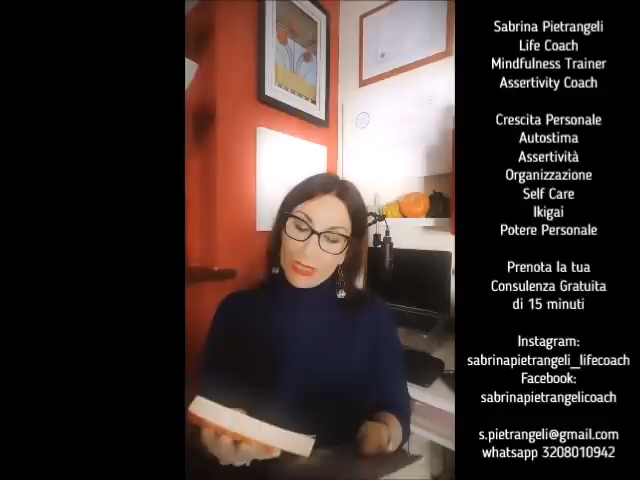 Sabrina Pietrangeli
Life Coach
Mindfulness Trainer
Assertivity Coach
Crescita Personale
Autostima
Assertività
Organizzazione
Self Care
Ikigai
Potere Personale
Prenota la tua
Consulenza Gratuita
di 15 minuti
Instagram:
sabrinapietrangeli_lifecoach
Facebook:
sabrinapietrangelicoach
s.pietrangeli@gmail.com
whatsapp 3208010942